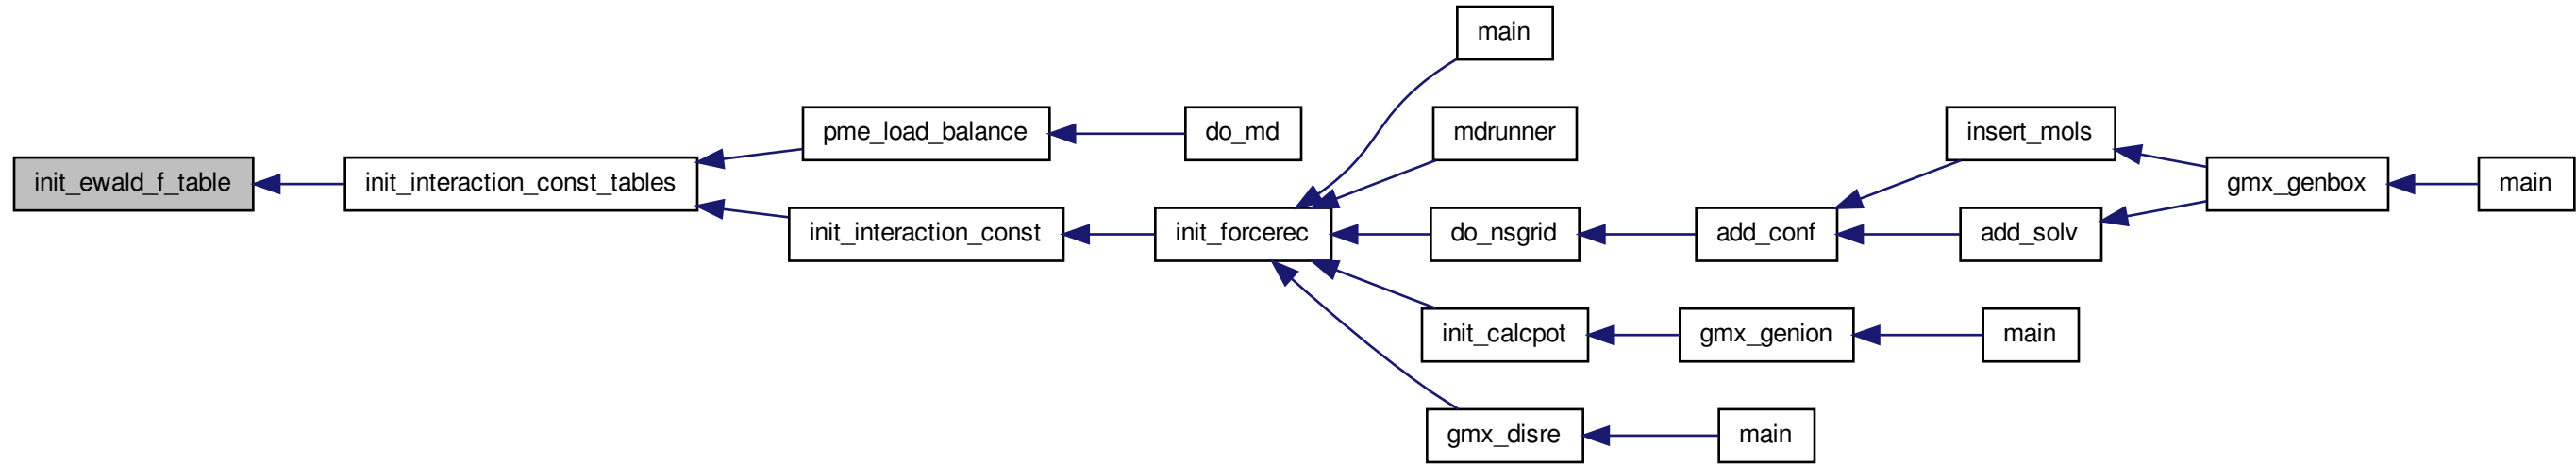 main
pme_load_balance
do_md
mdrunner
insert_mols
init_ewald_f_table
init_interaction_const_tables
gmx_genbox
main
init_interaction_const
init_forcerec
do_nsgrid
add_conf
add_solv
init_calcpot
gmx_genion
main
gmx_disre
main